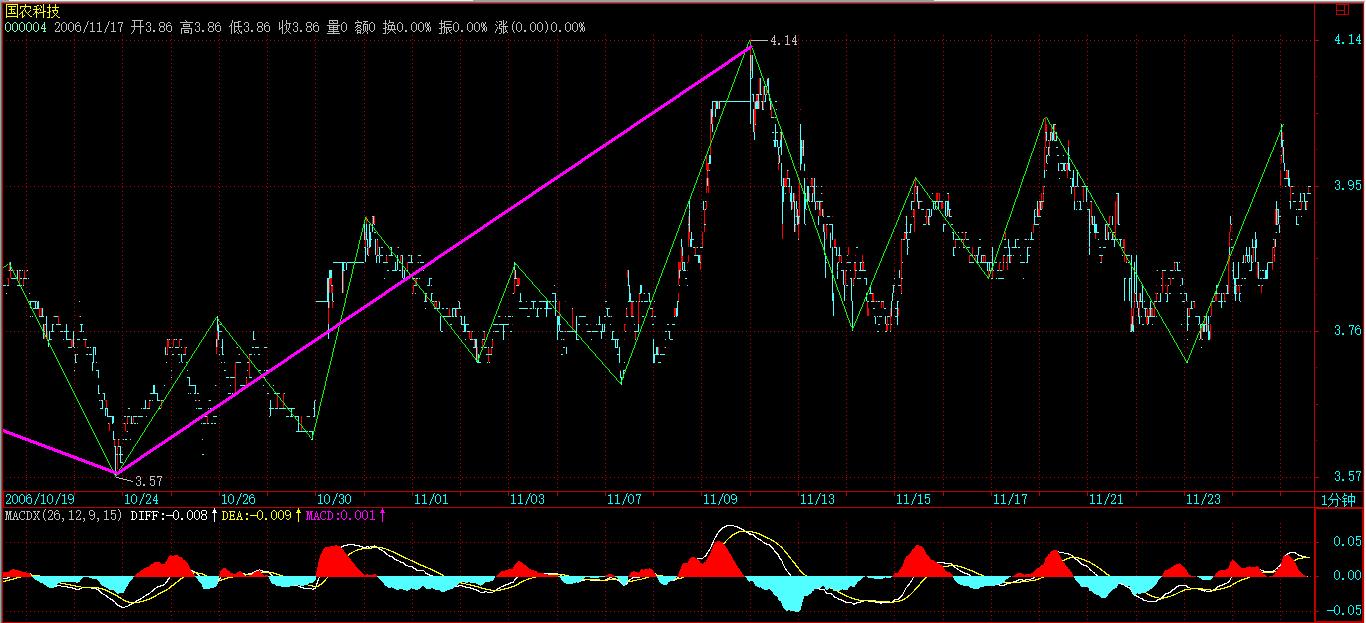 国农科技
000004 2006/11/17 开3.86 高3.86 低3.86 收3.86 量0 额0 换0.00% 振0.00% 涨(0.00)0.00%
4.14
4.14
3.95
3.76
3.57
3.57
2006/10/19 10/24 10/26 10/30 11/01 11/03 11/07 11/09 11/13 11/15 11/17 11/21 11/23 1分钟
MACDX(26,12,9,15) DIFF:-0.008↑ DEA:-0.009↑ MACD:0.001↑
0.05
0.00
-0.05